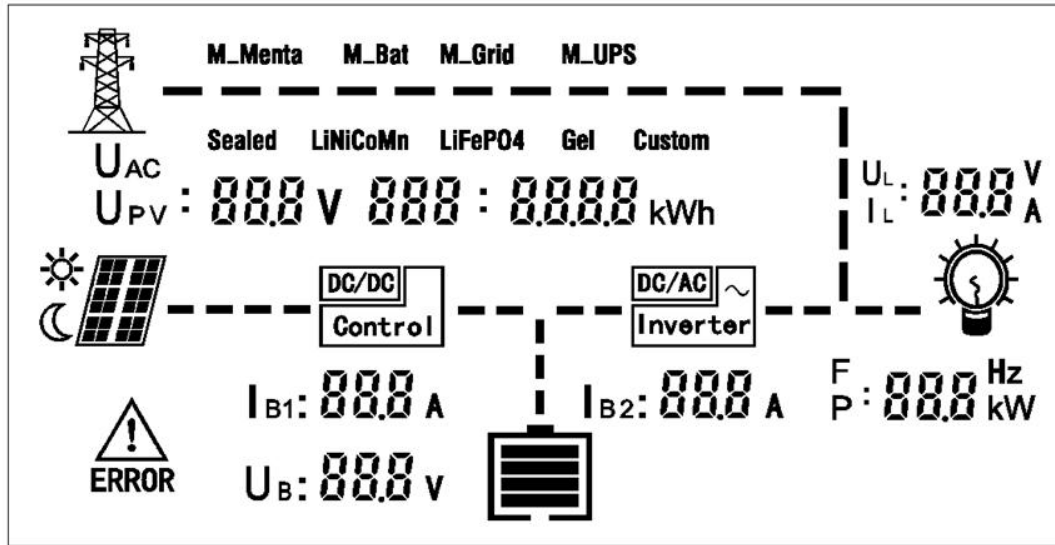 M_Menta M_Bat M_Grid M_UPS
Sealed LiNiCoMn LiFePO4 Gel Custom
UAC
UPV : 88.8 V 888 : 8.8.8.8 kWh
UL V
IL : 88.8 A
DC/DC
Control
DC/AC ~
Inverter
IB1: 88.8 A
IB2: 88.8 A
F Hz
P : 88.8 kW
! ERROR
UB: 88.8 V